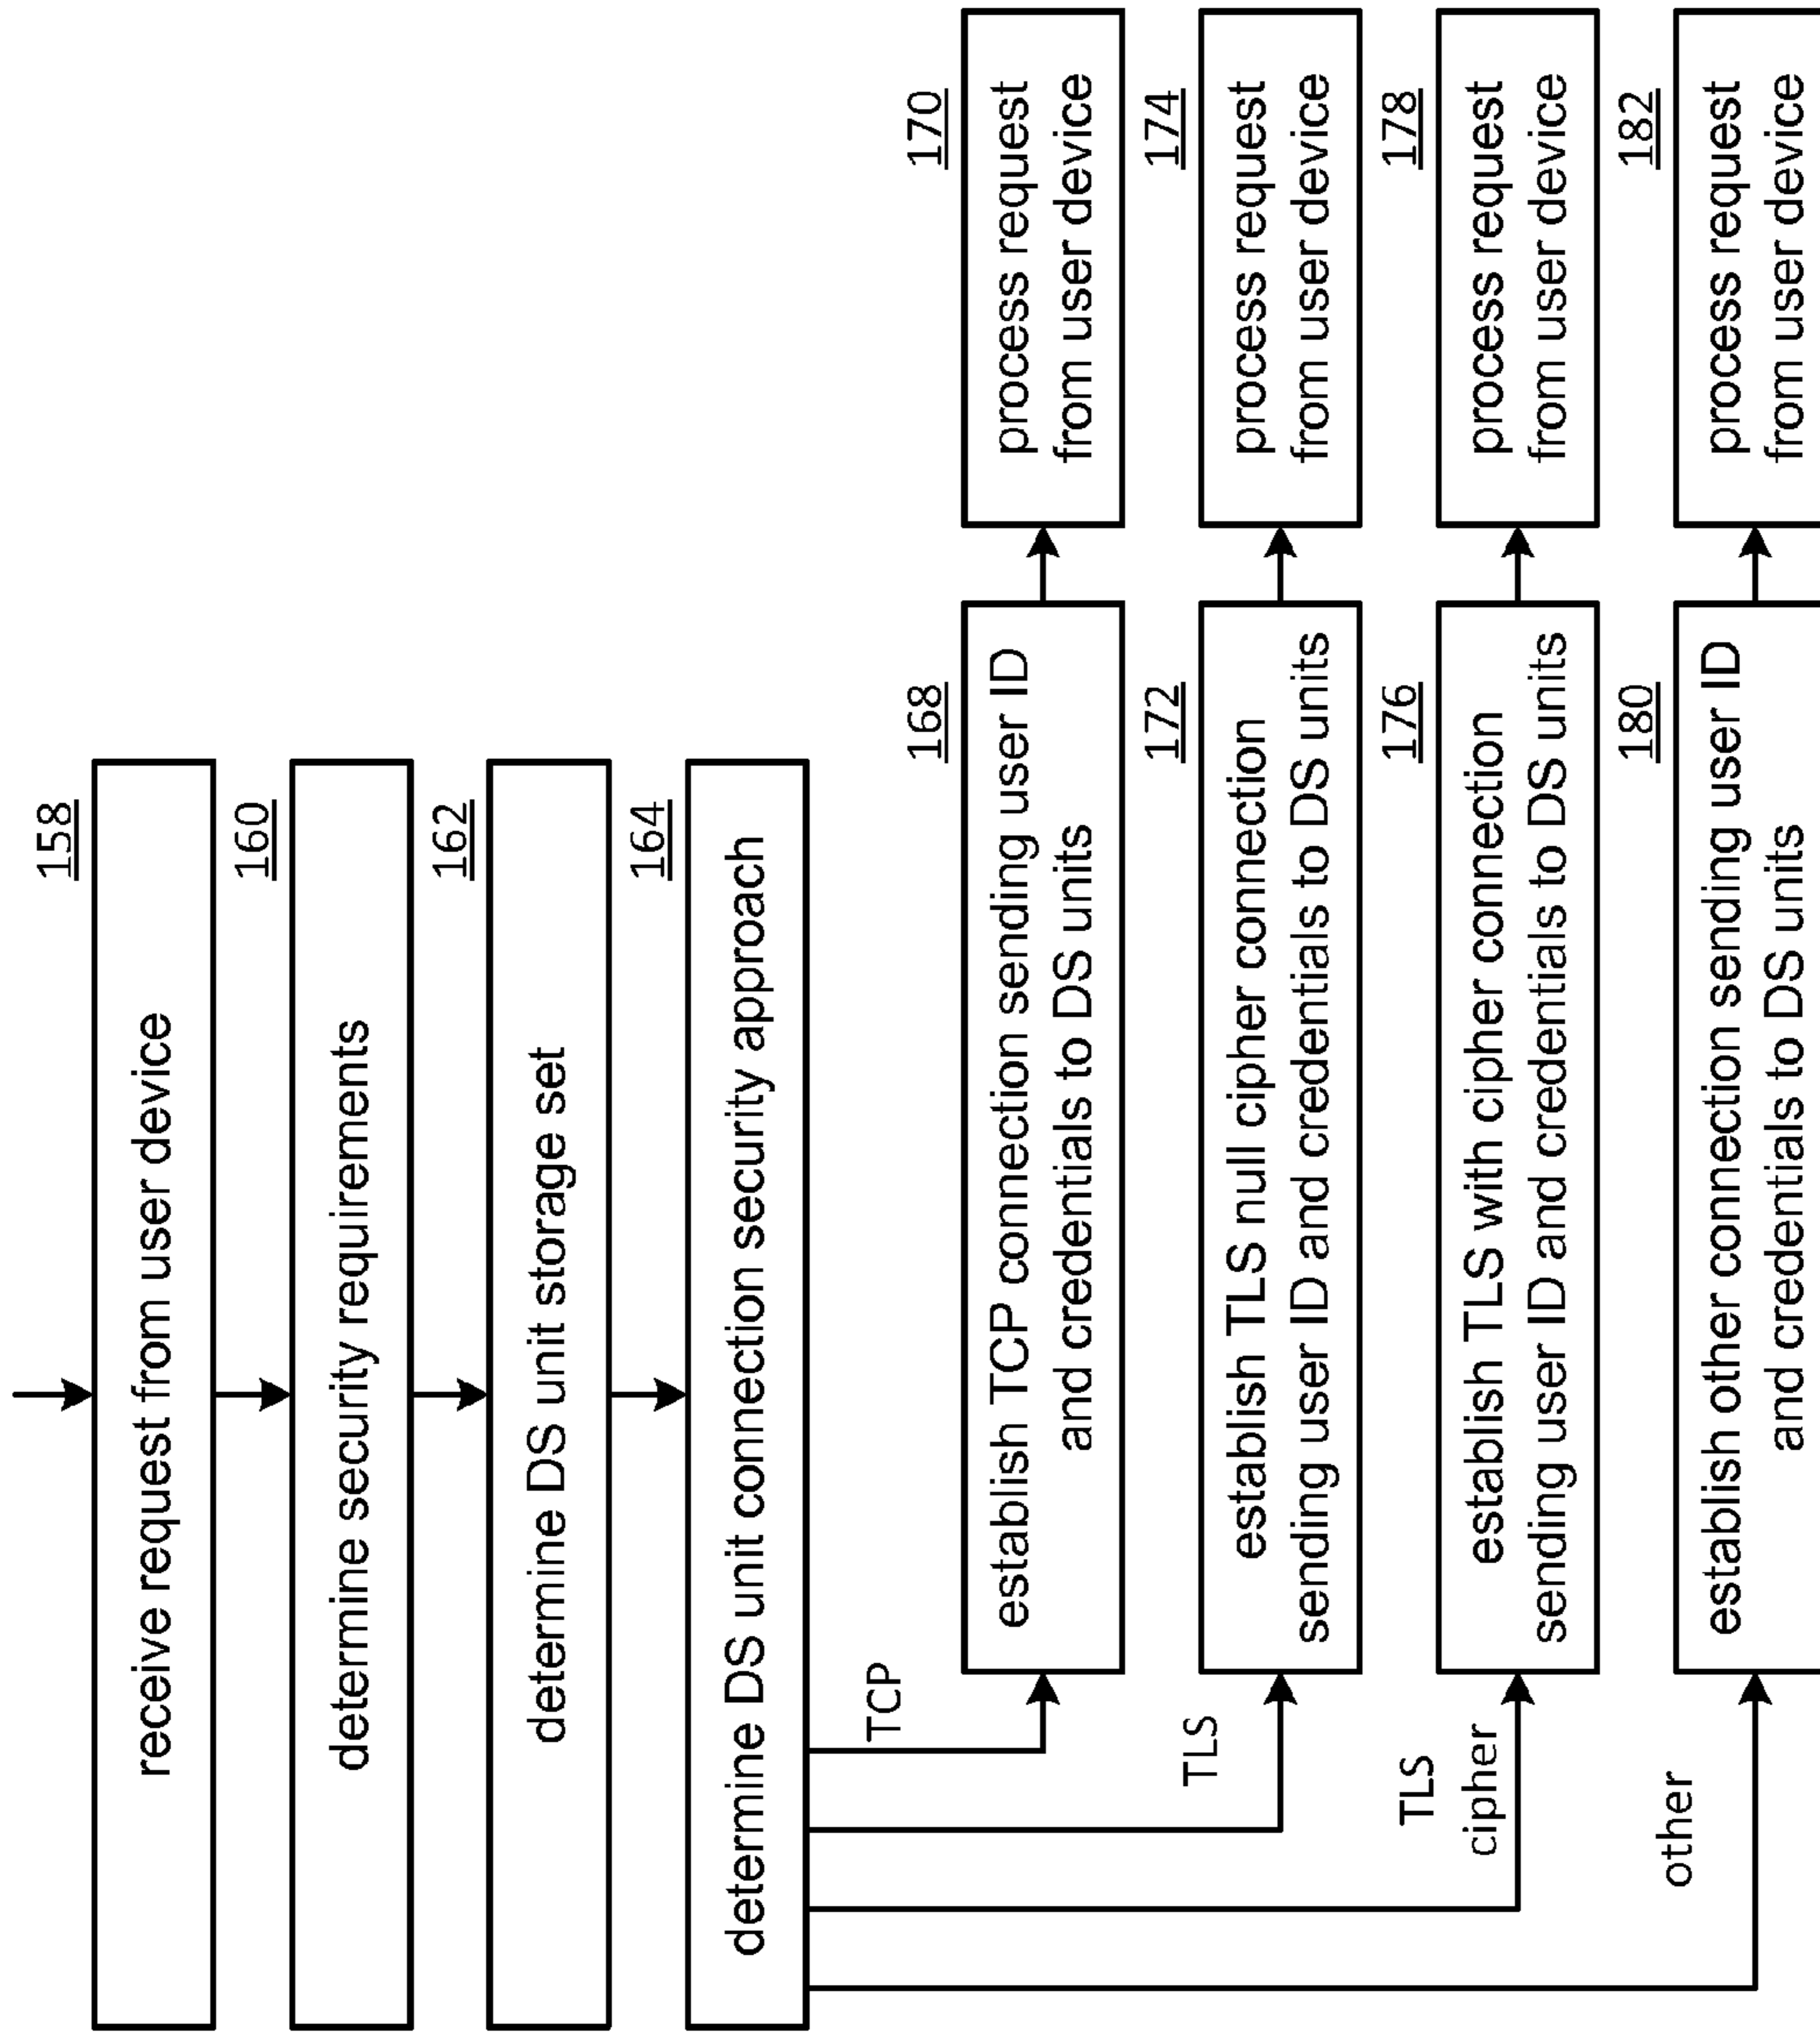 158
receive request from user device
160
determine security requirements
162
determine DS unit storage set
164
determine DS unit connection security approach
TCP
168
establish TCP connection sending user ID
and credentials to DS units
170
process request
from user device
TLS
172
establish TLS null cipher connection
sending user ID and credentials to DS units
174
process request
from user device
TLS
cipher
176
establish TLS with cipher connection
sending user ID and credentials to DS units
178
process request
from user device
other
180
establish other connection sending user ID
and credentials to DS units
182
process request
from user device